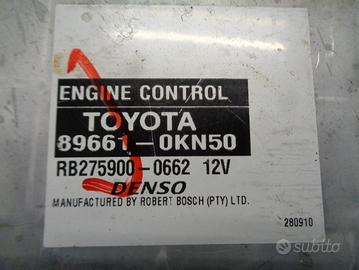 ENGINE CONTROL
TOYOTA
89661-0KN50
RB275900-0662 12V
DENSO
MANUFACTURED BY ROBERT BOSCH (PTY) LTD.
280910
subito